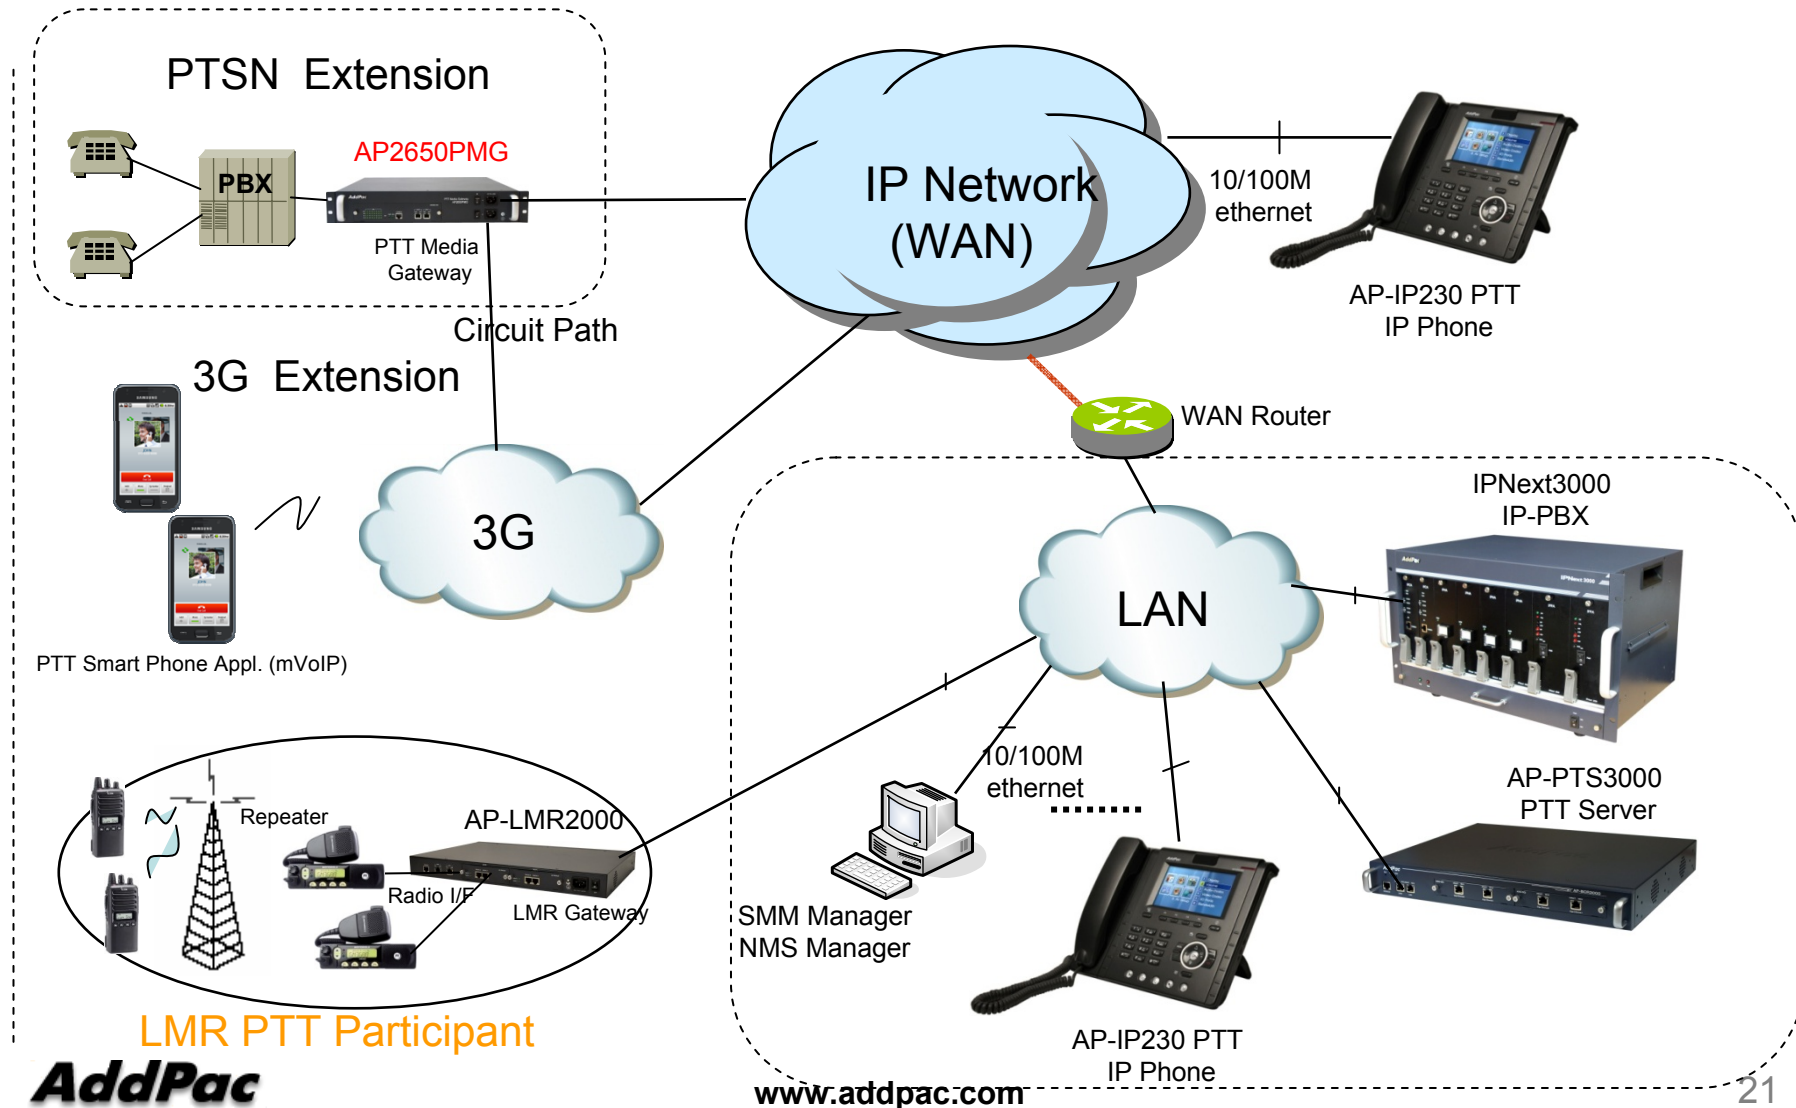 PTSN Extension
AP2650PMG
PBX
PTT Media
Gateway
Circuit Path
IP Network
(WAN)
10/100M
ethernet
AP-IP230 PTT
IP Phone
3G Extension
3G
PTT Smart Phone Appl. (mVoIP)
WAN Router
IPNext3000
IP-PBX
LAN
10/100M
ethernet
SMM Manager
NMS Manager
AP-IP230 PTT
IP Phone
AP-PTS3000
PTT Server
Repeater
AP-LMR2000
Radio I/F
LMR Gateway
LMR PTT Participant
AddPac
www.addpac.com
21